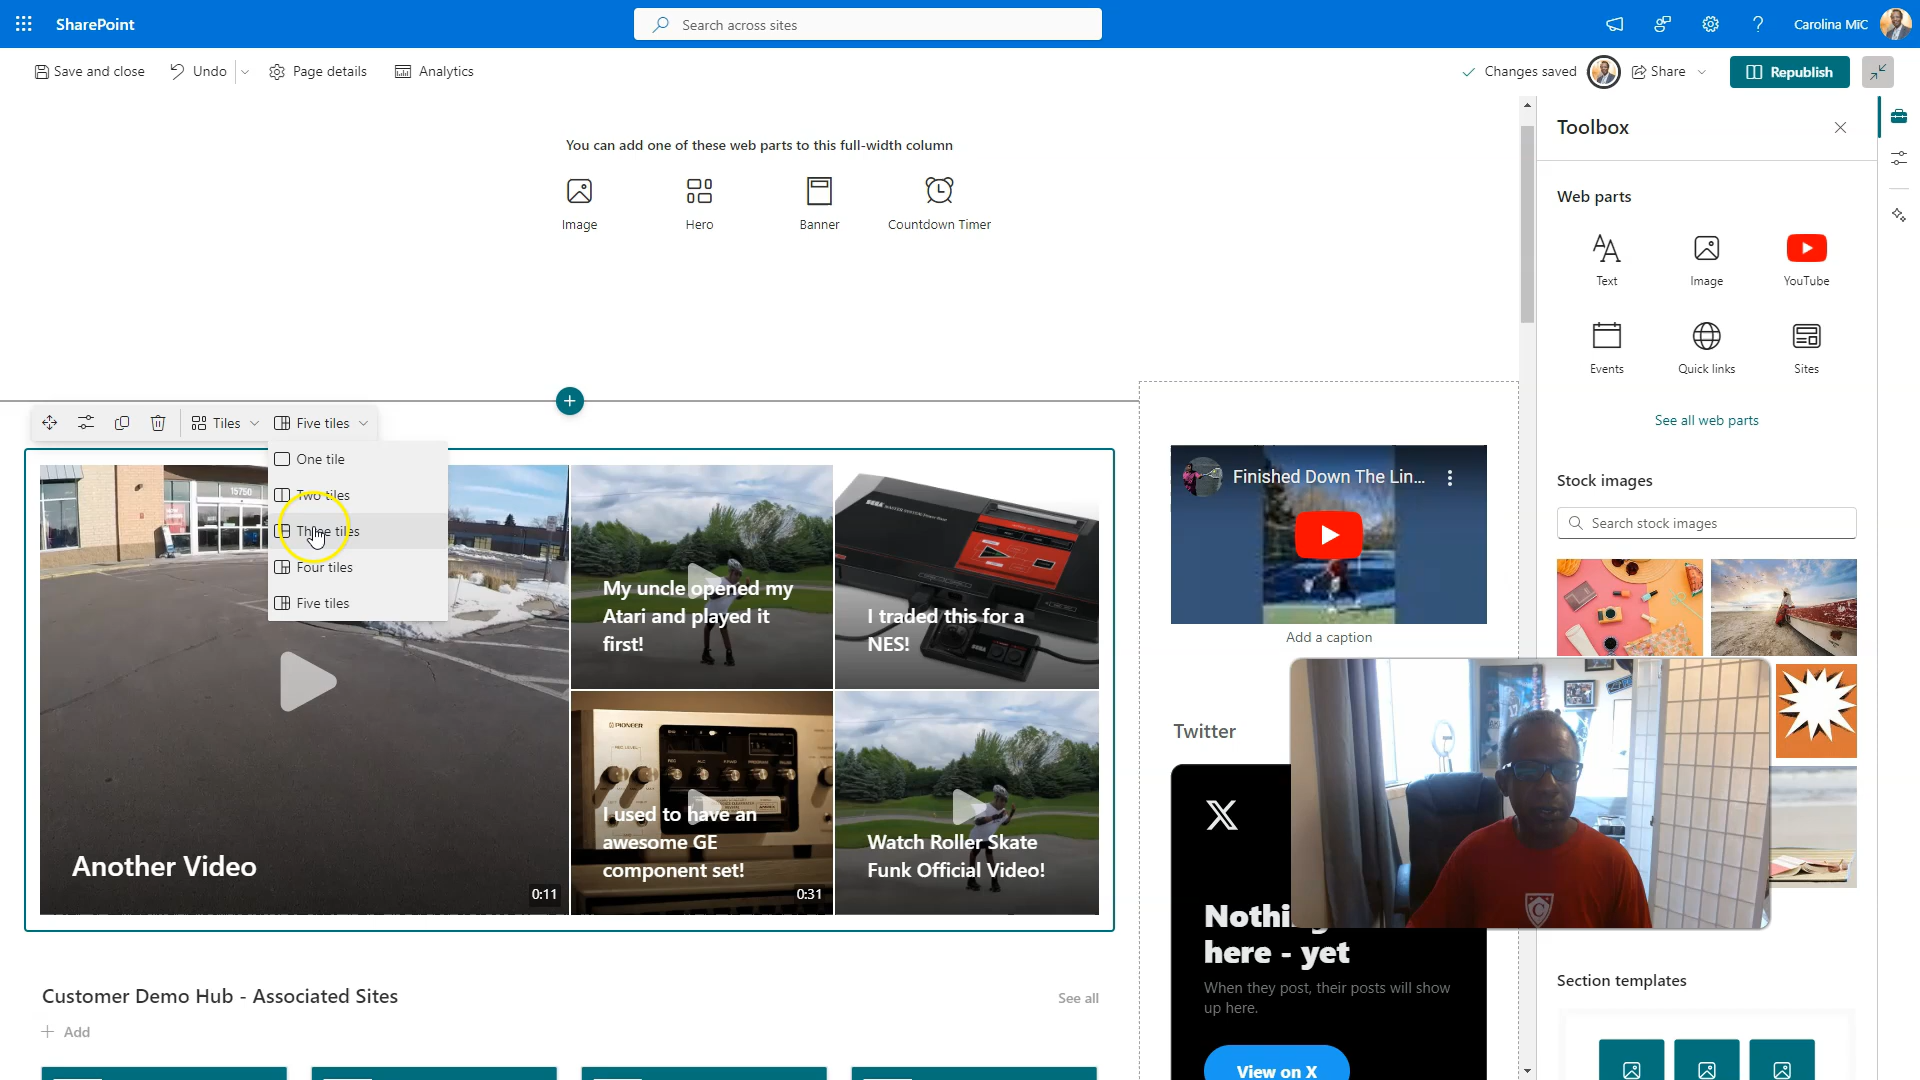 SharePoint
Search across sites
Carolina MiC
Save and close
Undo
Page details
Analytics
Changes saved
Share
Republish
You can add one of these web parts to this full-width column
Image
Hero
Banner
Countdown Timer
Toolbox
Web parts
Text
Image
YouTube
Events
Quick links
Sites
See all web parts
Stock images
Search stock images
Section templates
Tiles
Five tiles
One tile
Two tiles
Three tiles
Four tiles
Five tiles
15750
Another Video
0:11
My uncle opened my
Atari and played it
first!
I traded this for a
NES!
PIONEER
I used to have an
awesome GE
component set!
0:31
Watch Roller Skate
Funk Official Video!
Finished Down The Lin...
Add a caption
Twitter
here - yet
When they post, their posts will show
up here.
View on X
Customer Demo Hub - Associated Sites
See all
Add